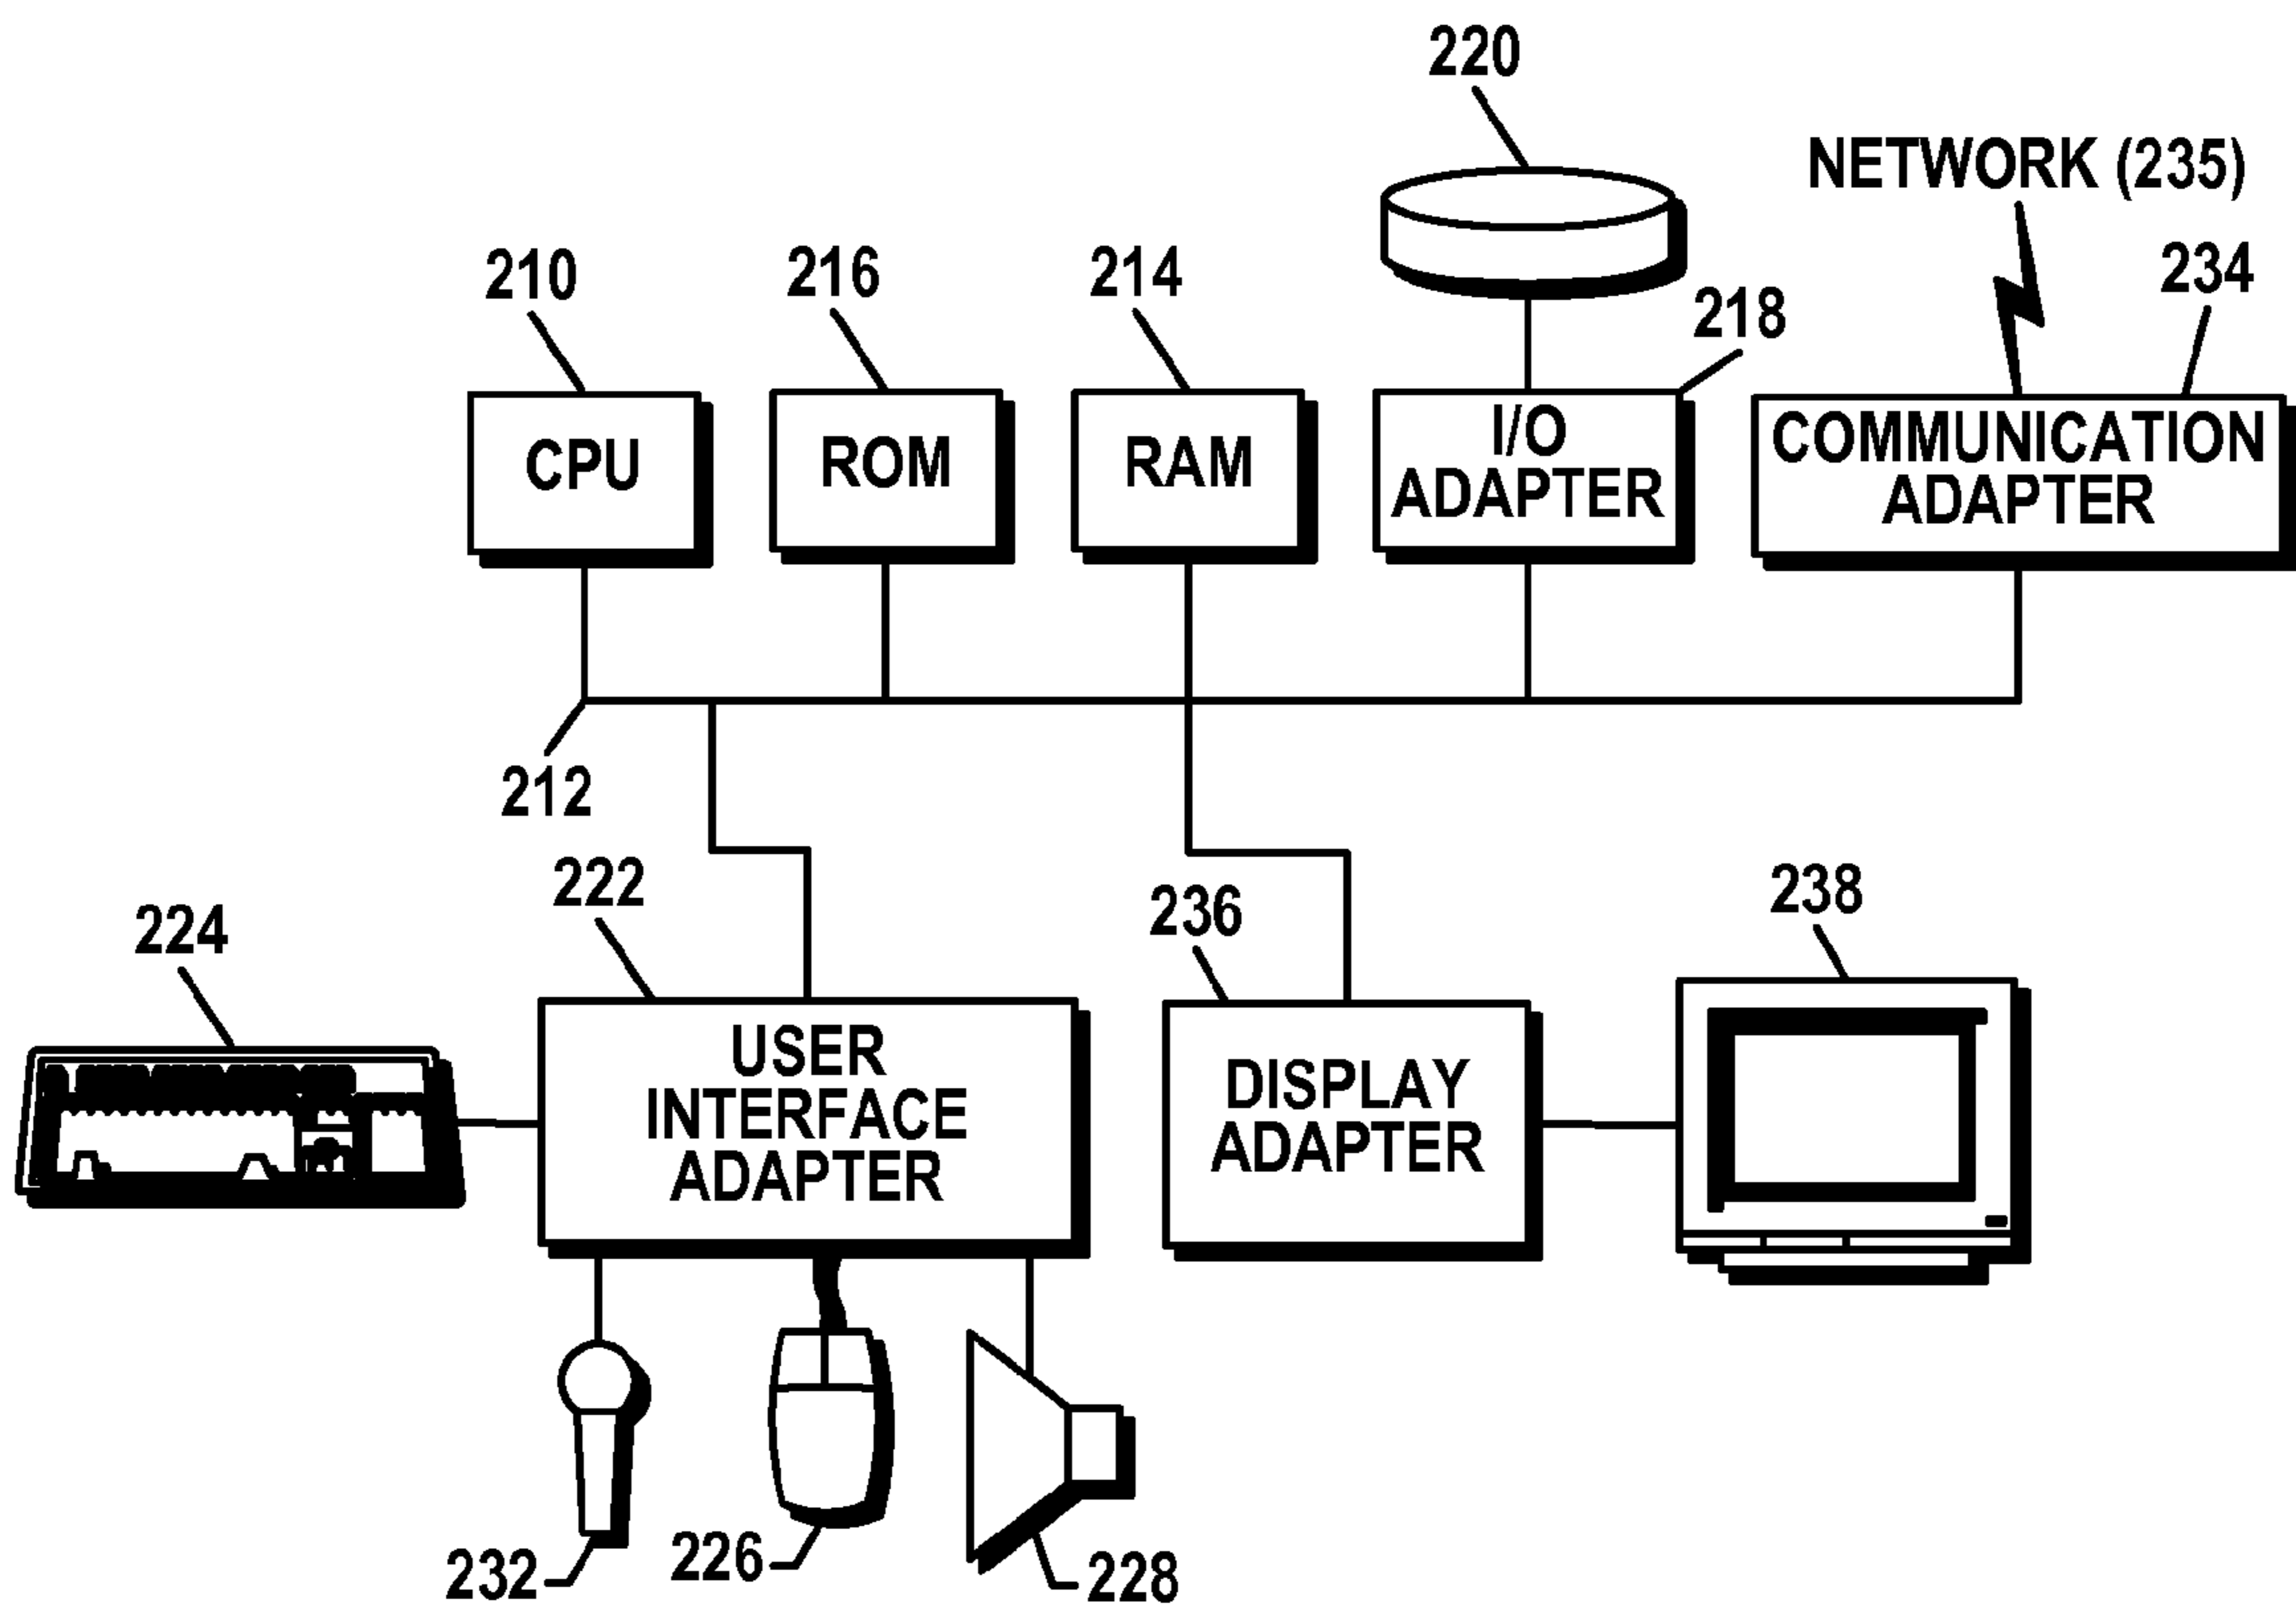 220
NETWORK (235)
210
216
214
218
234
CPU
ROM
RAM
I/O
ADAPTER
COMMUNICATION
ADAPTER
212
222
224
236
238
USER
INTERFACE
ADAPTER
DISPLAY
ADAPTER
232
226
228